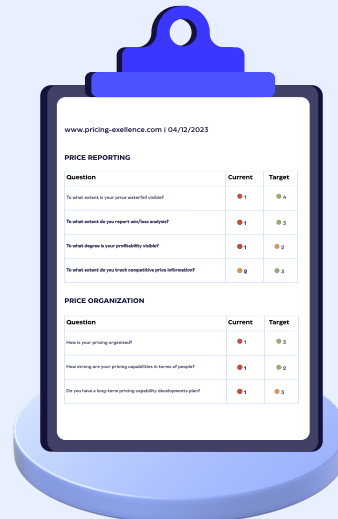 www.pricing-exellence.com | 04/12/2023
PRICE REPORTING
Question Current Target
To what extent is your price waterfall visible? 1 4
To what extent do you report win/loss analysis? 1 3
To what degree is your profitability visible? 1 2
To what extent do you track competitive price information? 2 3
PRICE ORGANIZATION
Question Current Target
How is your pricing organised? 1 3
How strong are your pricing capabilities in terms of people? 1 2
Do you have a long-term pricing capability developments plan? 1 3